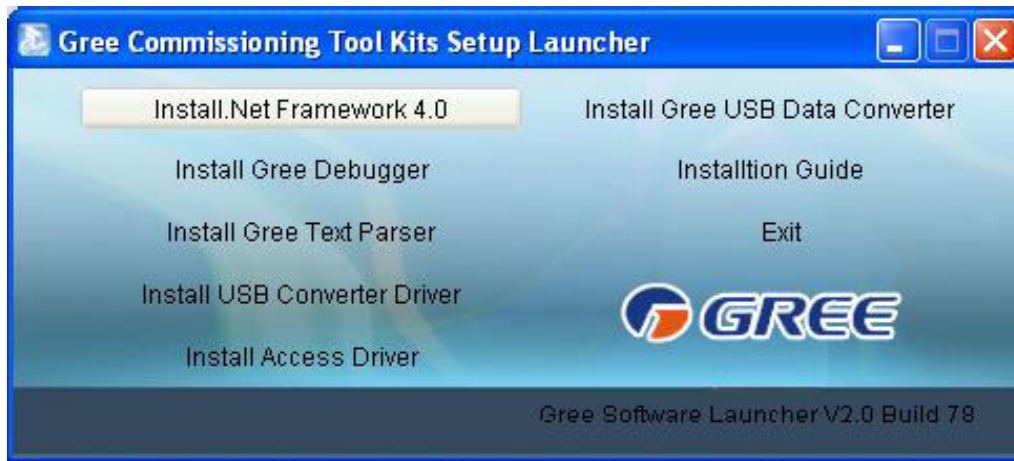 Gree Commissioning Tool Kits Setup Launcher
Install.Net Framework 4.0
Install Gree Debugger
Install Gree Text Parser
Install USB Converter Driver
Install Access Driver
Install Gree USB Data Converter
Installtion Guide
Exit
GREE
Gree Software Launcher V2.0 Build 78